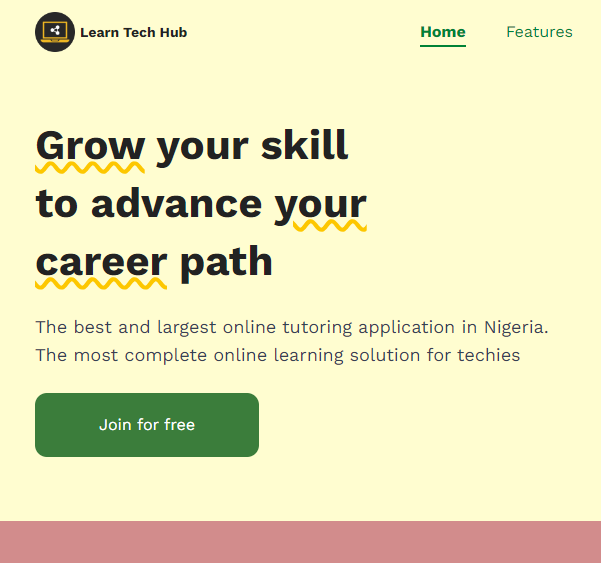 Learn Tech Hub
Home
Features
Grow your skill
to advance your
career path
The best and largest online tutoring application in Nigeria.
The most complete online learning solution for techies
Join for free